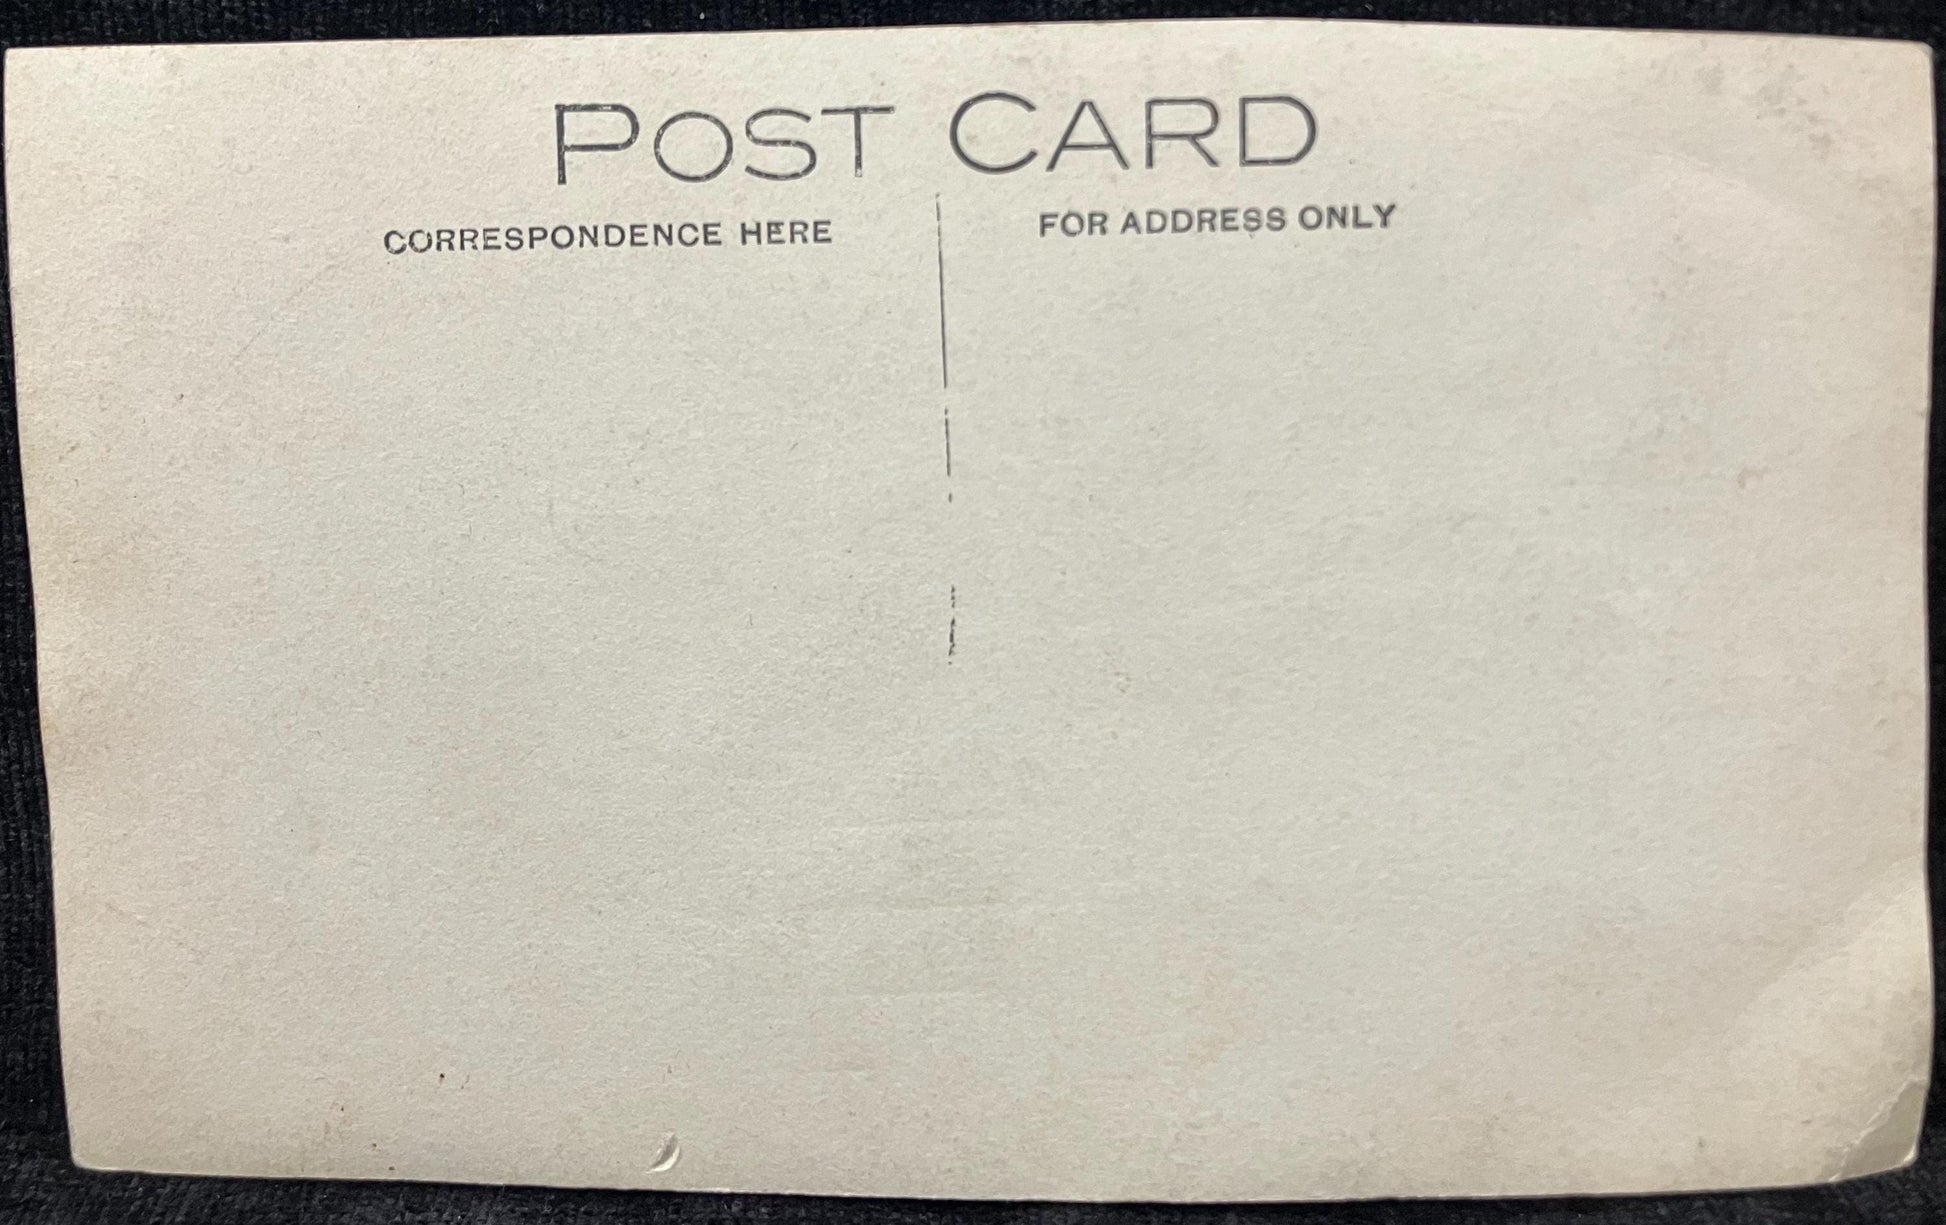 POST CARD
CORRESPONDENCE HERE
FOR ADDRESS ONLY